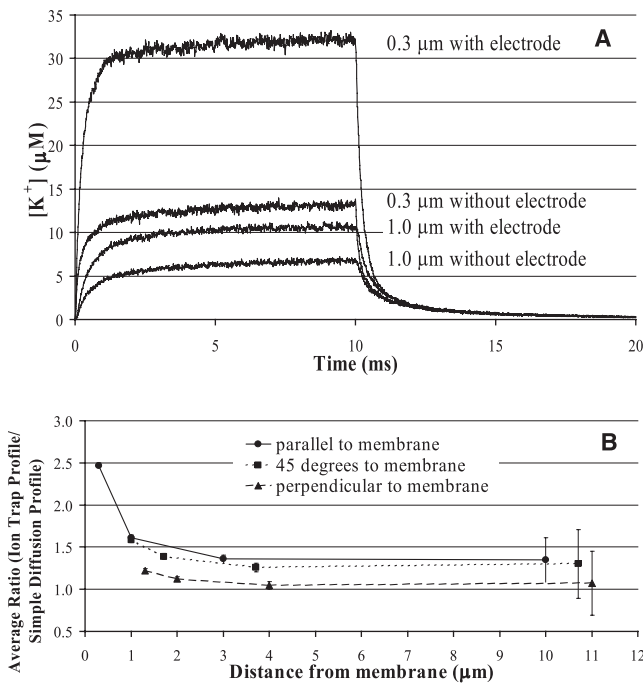 35
30
25
20
15
10
5
0
[K+] (µM)
A
0.3 µm with electrode
0.3 µm without electrode
1.0 µm with electrode
1.0 µm without electrode
0 5 10 15 20
Time (ms)
3.0
2.5
2.0
1.5
1.0
0.5
Average Ratio (Ion Trap Profile/
Simple Diffusion Profile)
B
parallel to membrane
45 degrees to membrane
perpendicular to membrane
0 1 2 3 4 5 6 7 8 9 10 11 12
Distance from membrane (µm)